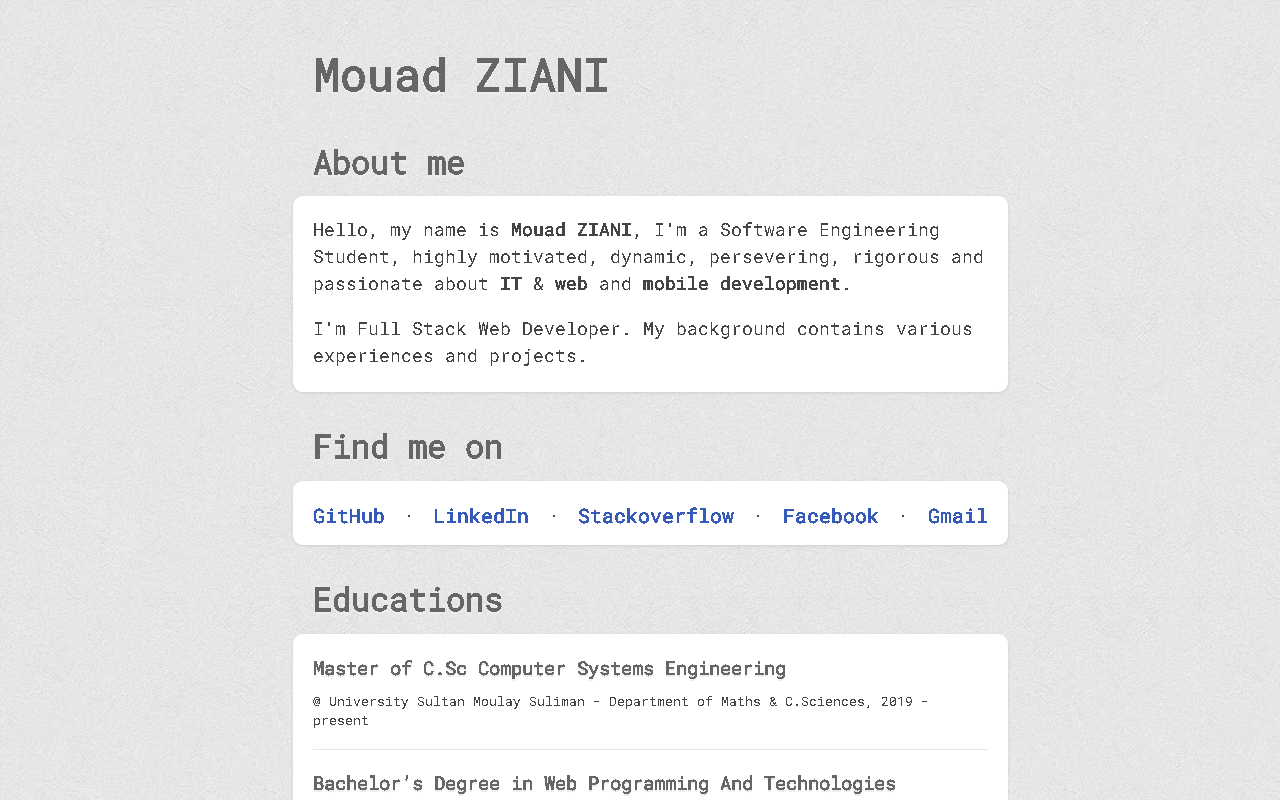 Mouad ZIANI
About me
Hello, my name is Mouad ZIANI, I'm a Software Engineering
Student, highly motivated, dynamic, persevering, rigorous and
passionate about IT & web and mobile development.
I'm Full Stack Web Developer. My background contains various
experiences and projects.
Find me on
GitHub · LinkedIn · Stackoverflow · Facebook · Gmail
Educations
Master of C.Sc Computer Systems Engineering
@ University Sultan Moulay Suliman - Department of Maths & C.Sciences, 2019 -
present
Bachelor’s Degree in Web Programming And Technologies